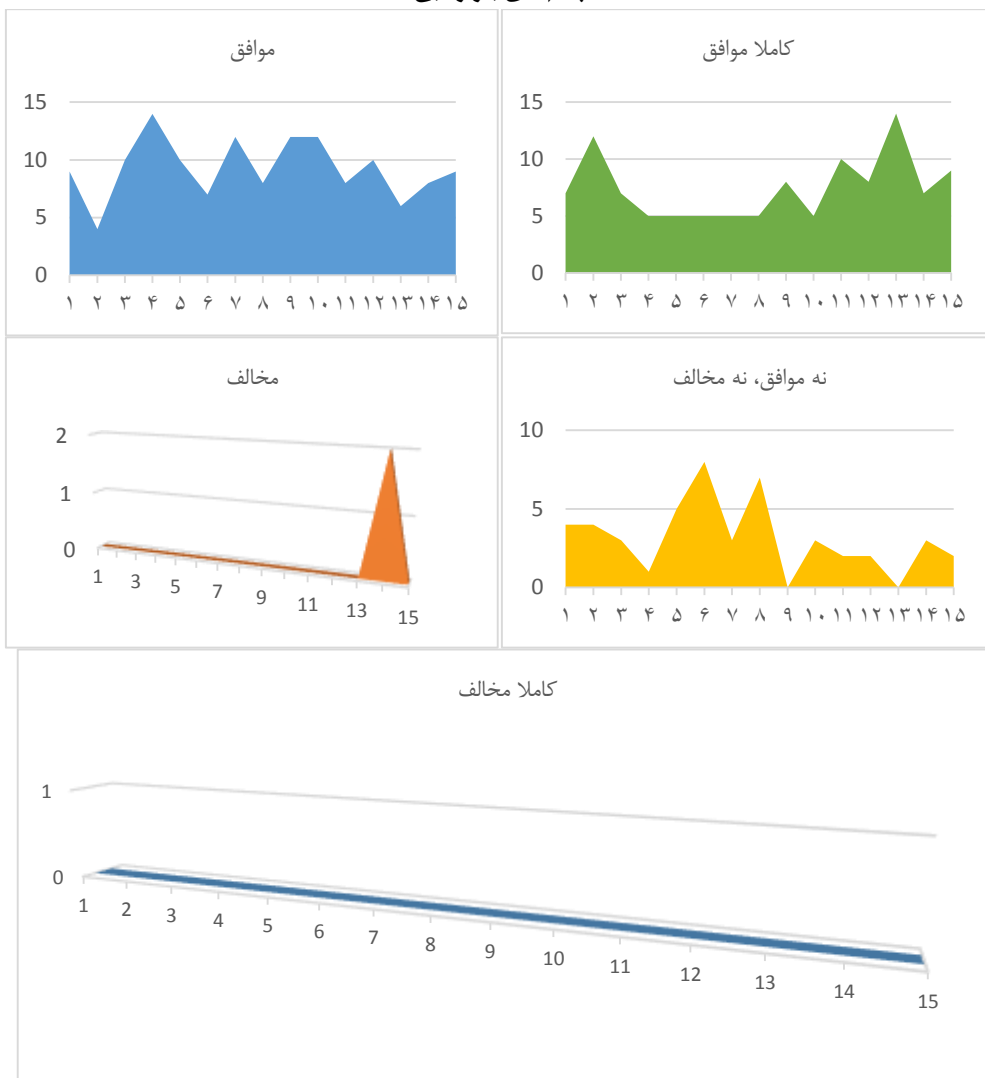 کاملا موافق
15
10
5
0
۱ ۲ ۳ ۴ ۵ ۶ ۷ ۸ ۹ ۱۰ ۱۱ ۱۲ ۱۳ ۱۴ ۱۵
موافق
15
10
5
0
۱ ۲ ۳ ۴ ۵ ۶ ۷ ۸ ۹ ۱۰ ۱۱ ۱۲ ۱۳ ۱۴ ۱۵
نه موافق، نه مخالف
10
5
0
۱ ۲ ۳ ۴ ۵ ۶ ۷ ۸ ۹ ۱۰ ۱۱ ۱۲ ۱۳ ۱۴ ۱۵
مخالف
2
1
0
1 3 5 7 9 11 13 15
کاملا مخالف
1
0
1 2 3 4 5 6 7 8 9 10 11 12 13 14 15